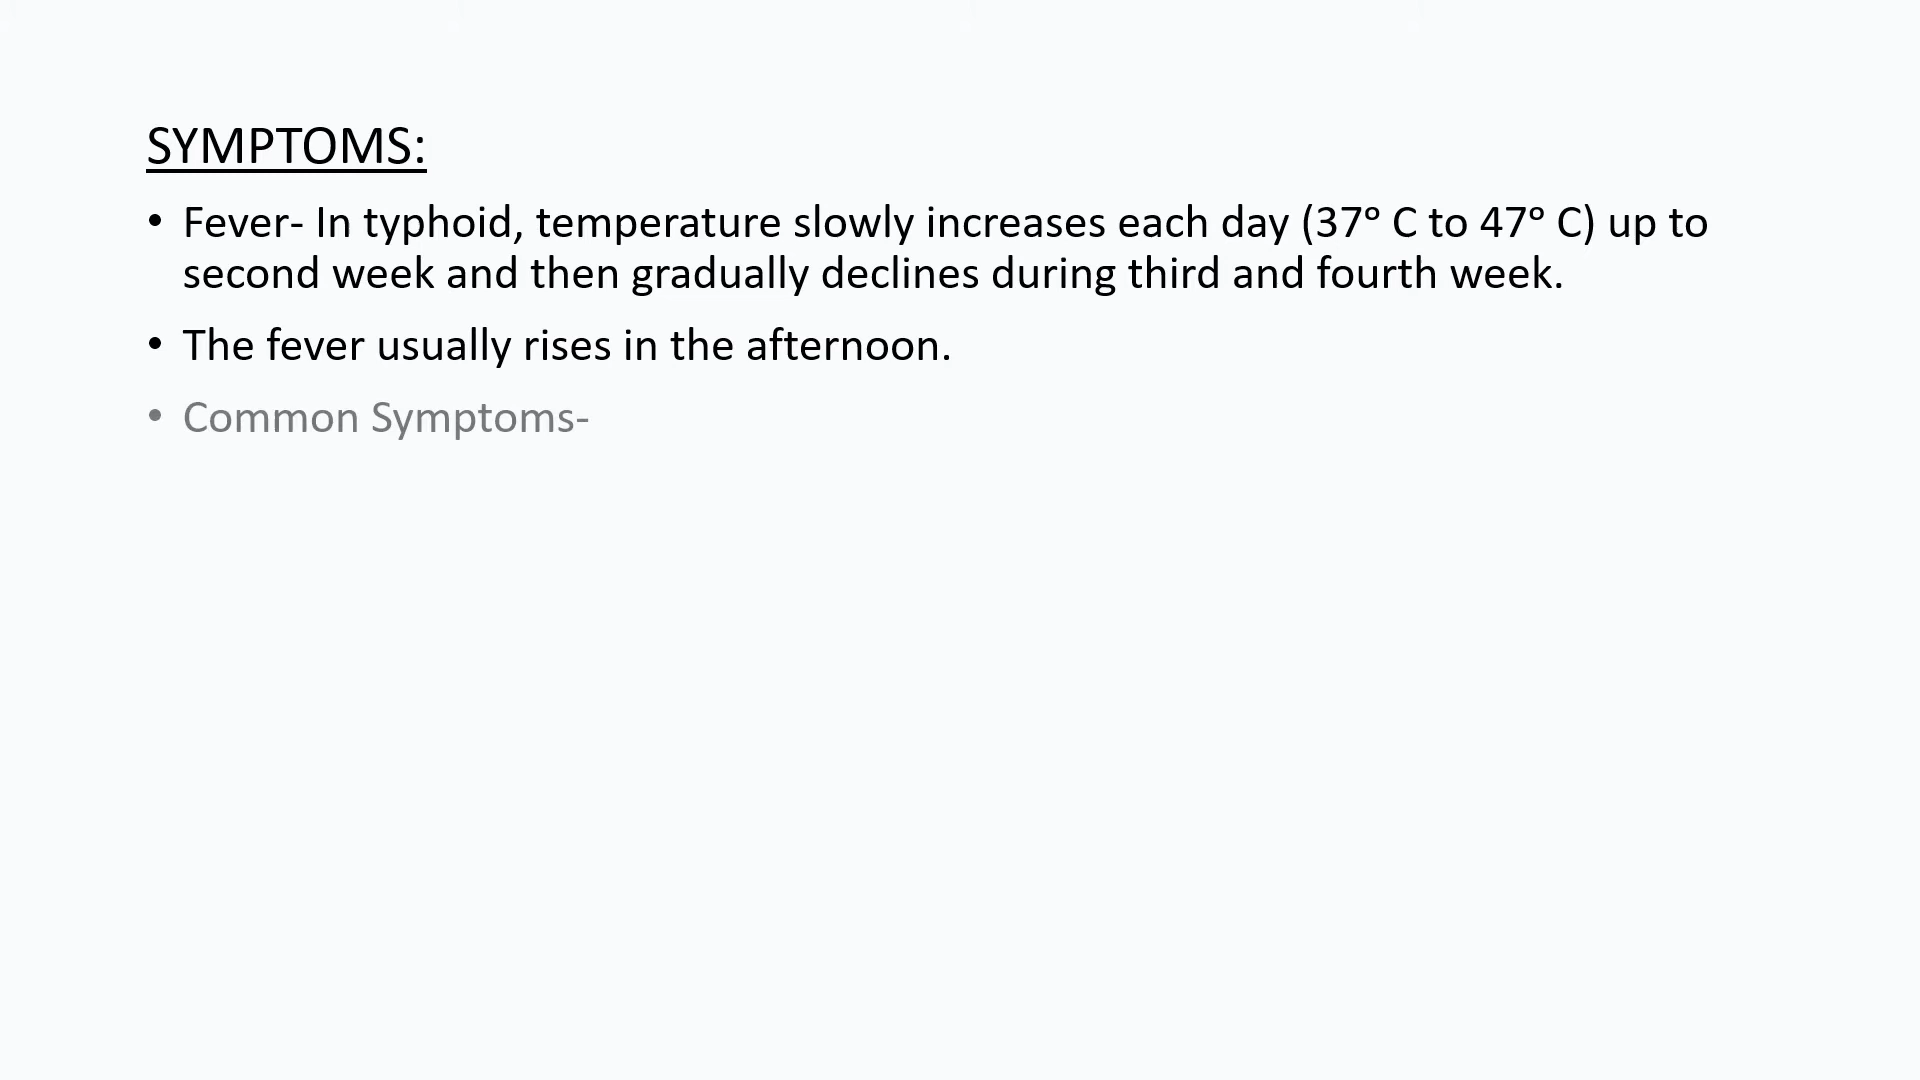 SYMPTOMS:
• Fever- In typhoid, temperature slowly increases each day (37° C to 47° C) up to
second week and then gradually declines during third and fourth week.
• The fever usually rises in the afternoon.
• Common Symptoms-